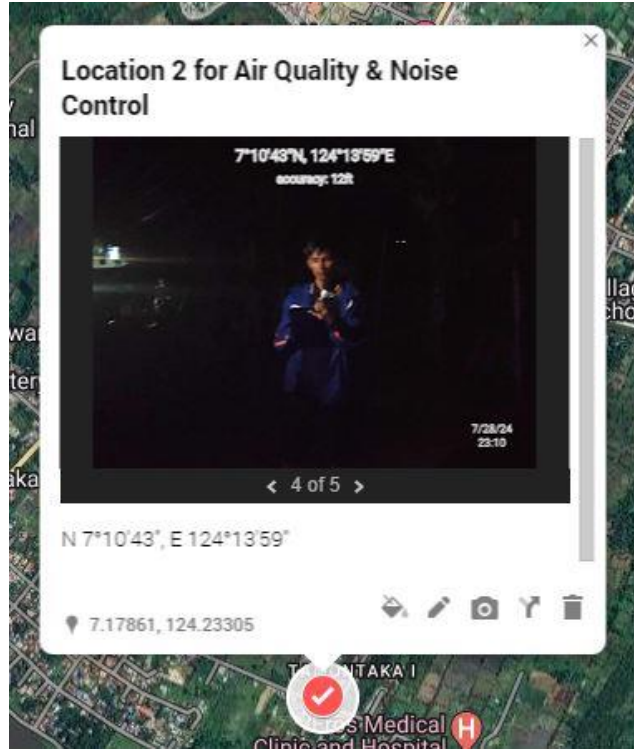 Location 2 for Air Quality & Noise
Control
7°10'43"N, 124°13'59"E
accuracy: 12ft
7/28/24
23:10
4 of 5
N 7°10'43", E 124°13'59"
7.17861, 124.23305
Medical
Clinic and Hospital
H